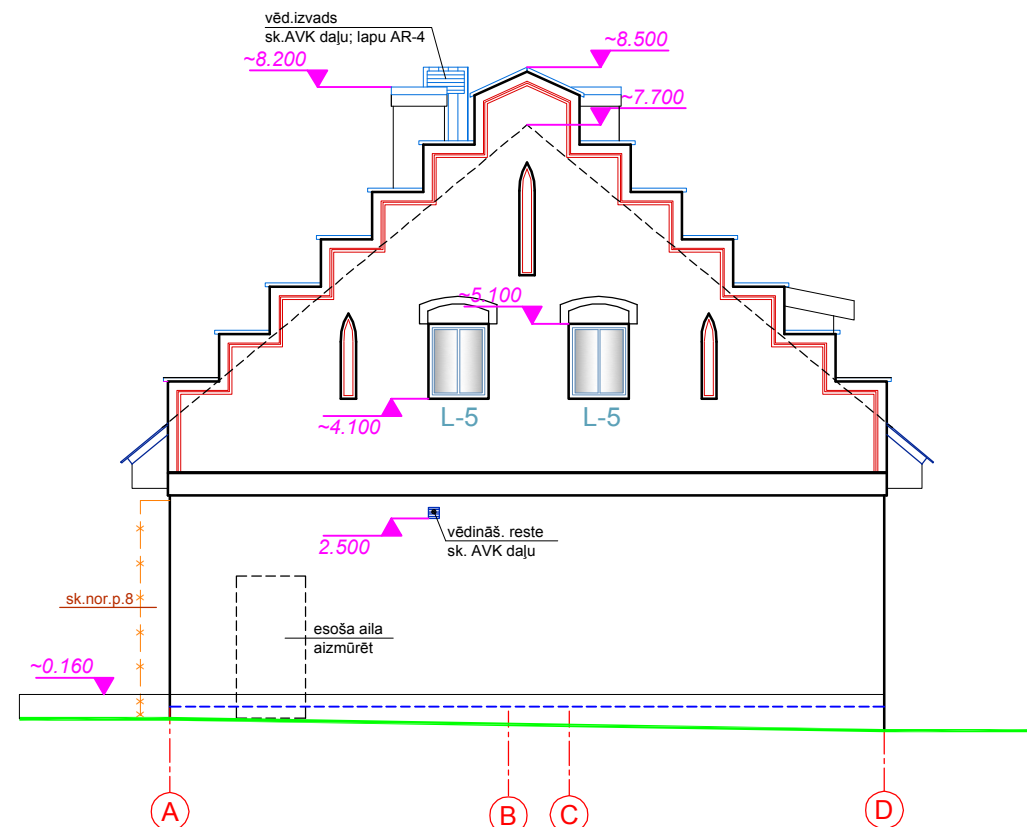 vēd.izvads
sk.AVK daļu; lapu AR-4
~8.200
~8.500
~7.700
~5.100
~4.100
L-5
L-5
2.500
vēdināš. reste
sk. AVK daļu
sk.nor.p.8
esoša aila
aizmūrēt
~0.160
A
B
C
D